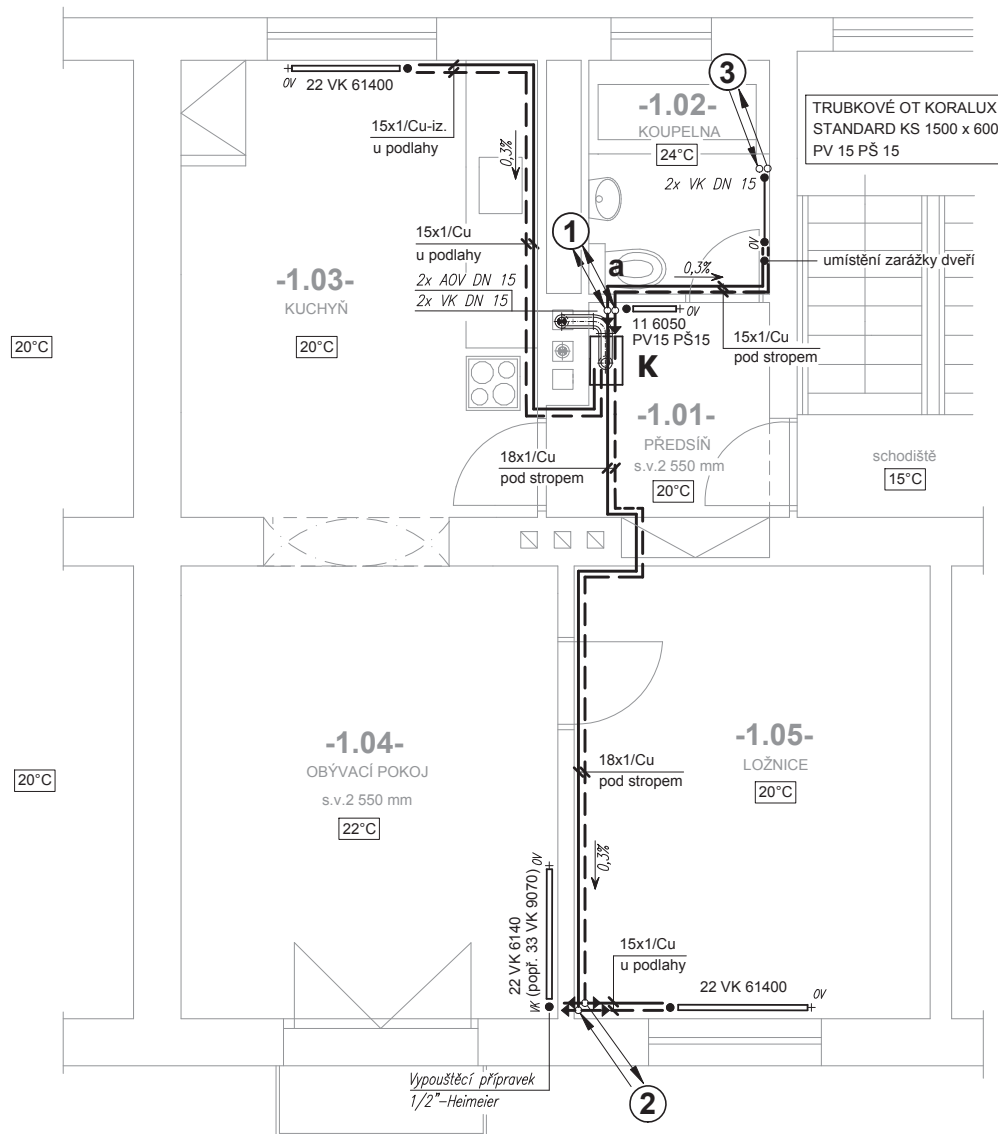 3
-1.02-
KOUPELNA
24°C
TRUBKOVÉ OT KORALUX
STANDARD KS 1500 x 600
PV 15 PŠ 15
OV
22 VK 61400
15x1/Cu-iz.
u podlahy
0,3%
2x VK DN 15
OV
umístění zarážky dveří
15x1/Cu
u podlahy
1
a
0,3%
2x AOV DN 15
2x VK DN 15
-1.03-
KUCHYŇ
20°C
20°C
OV
11 6050
PV15 PŠ15
15x1/Cu
pod stropem
K
-1.01-
PŘEDSÍŇ
s.v.2 550 mm
20°C
18x1/Cu
pod stropem
schodiště
15°C
-1.04-
OBÝVACÍ POKOJ
s.v.2 550 mm
22°C
20°C
-1.05-
LOŽNICE
20°C
18x1/Cu
pod stropem
0,3%
OV
22 VK 6140
(popř. 33 VK 9070)
VK
15x1/Cu
u podlahy
22 VK 61400
OV
Vypouštěcí přípravek
1/2"-Heimeier
2